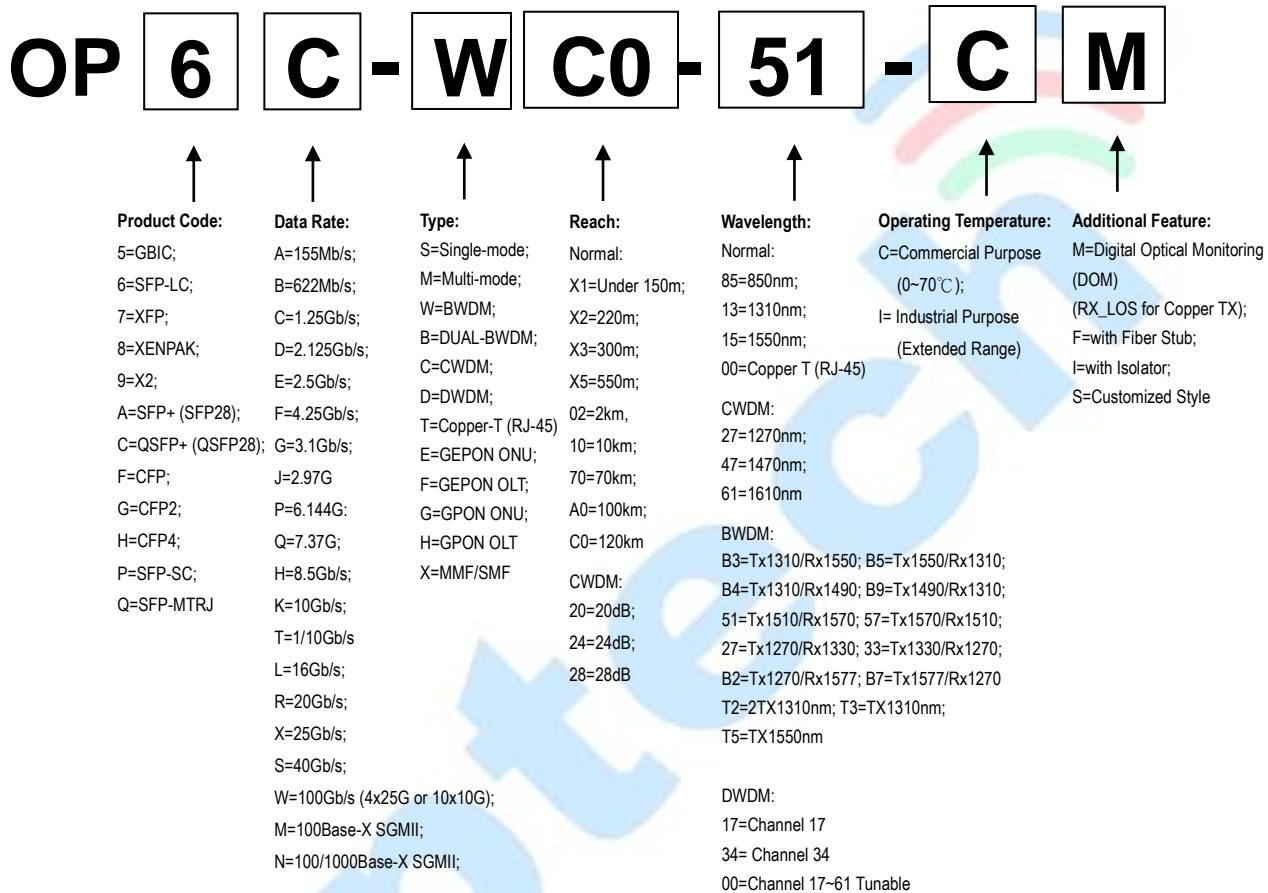 OP 6 C - W C0 - 51 - C M
Product Code:
5=GBIC;
6=SFP-LC;
7=XFP;
8=XENPAK;
9=X2;
A=SFP+ (SFP28);
C=QSFP+ (QSFP28);
F=CFP;
G=CFP2;
H=CFP4;
P=SFP-SC;
Q=SFP-MTRJ
Data Rate:
A=155Mb/s;
B=622Mb/s;
C=1.25Gb/s;
D=2.125Gb/s;
E=2.5Gb/s;
F=4.25Gb/s;
G=3.1Gb/s;
J=2.97G
P=6.144G:
Q=7.37G;
H=8.5Gb/s;
K=10Gb/s;
T=1/10Gb/s
L=16Gb/s;
R=20Gb/s;
X=25Gb/s;
S=40Gb/s;
W=100Gb/s (4x25G or 10x10G);
M=100Base-X SGMII;
N=100/1000Base-X SGMII;
Type:
S=Single-mode;
M=Multi-mode;
W=BWDM;
B=DUAL-BWDM;
C=CWDM;
D=DWDM;
T=Copper-T (RJ-45)
E=GEPON ONU;
F=GEPON OLT;
G=GPON ONU;
H=GPON OLT
X=MMF/SMF
Reach:
Normal:
X1=Under 150m;
X2=220m;
X3=300m;
X5=550m;
02=2km,
10=10km;
70=70km;
A0=100km;
C0=120km
CWDM:
20=20dB;
24=24dB;
28=28dB
Wavelength:
Normal:
85=850nm;
13=1310nm;
15=1550nm;
00=Copper T (RJ-45)
CWDM:
27=1270nm;
47=1470nm;
61=1610nm
BWDM:
B3=Tx1310/Rx1550; B5=Tx1550/Rx1310;
B4=Tx1310/Rx1490; B9=Tx1490/Rx1310;
51=Tx1510/Rx1570; 57=Tx1570/Rx1510;
27=Tx1270/Rx1330; 33=Tx1330/Rx1270;
B2=Tx1270/Rx1577; B7=Tx1577/Rx1270
T2=2TX1310nm; T3=TX1310nm;
T5=TX1550nm
DWDM:
17=Channel 17
34= Channel 34
00=Channel 17~61 Tunable
Operating Temperature:
C=Commercial Purpose
(0~70℃);
I= Industrial Purpose
(Extended Range)
Additional Feature:
M=Digital Optical Monitoring
(DOM)
(RX_LOS for Copper TX);
F=with Fiber Stub;
I=with Isolator;
S=Customized Style
ptech